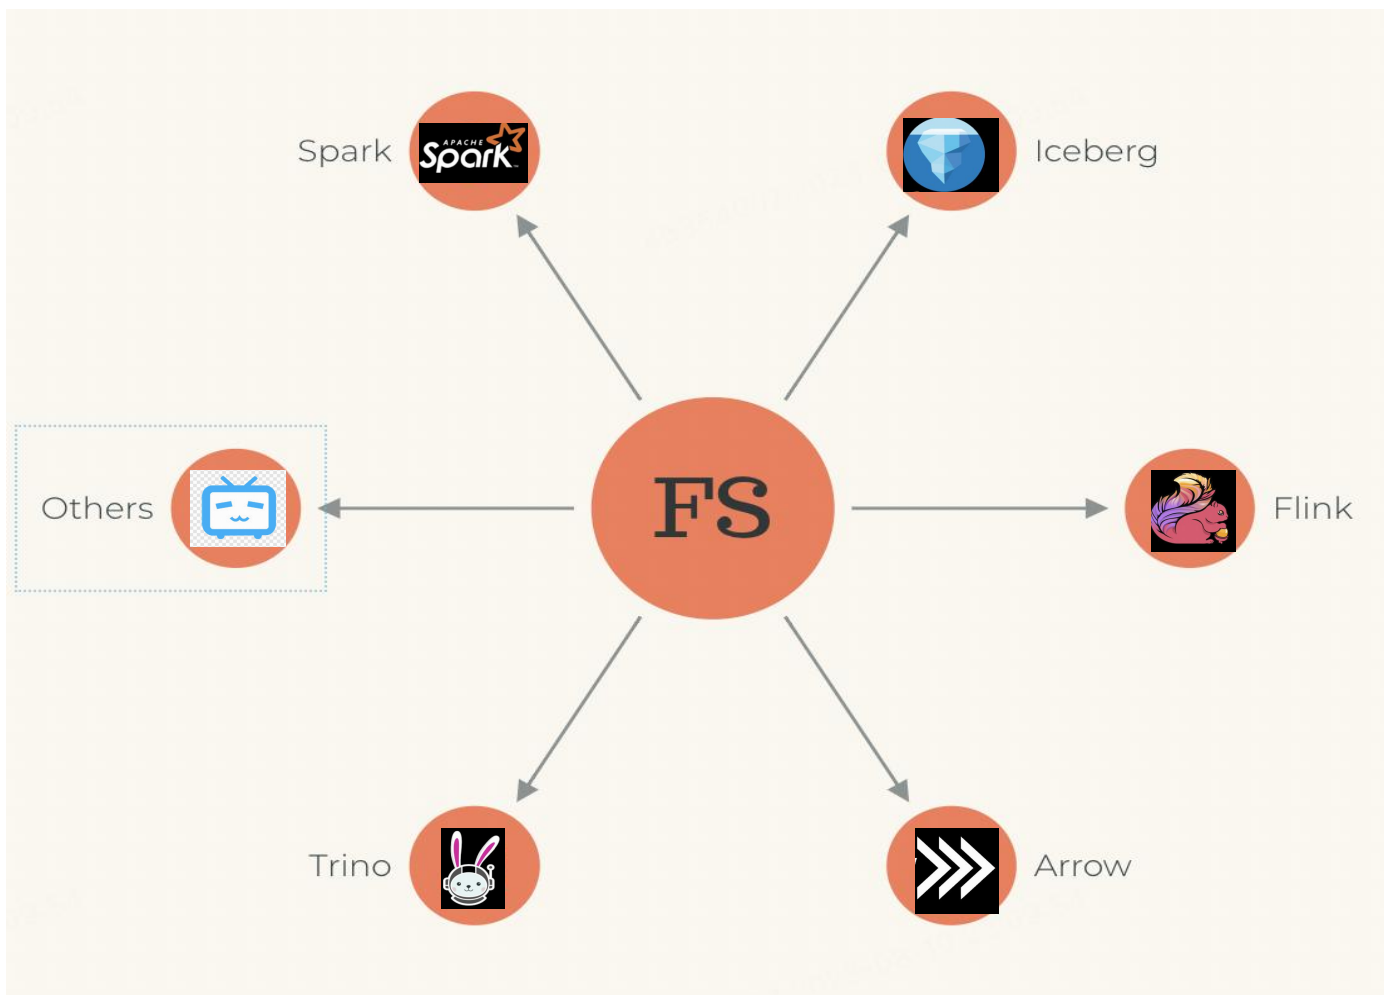 Spark
APACHE
Spark
Iceberg
Others
FS
Flink
Trino
Arrow